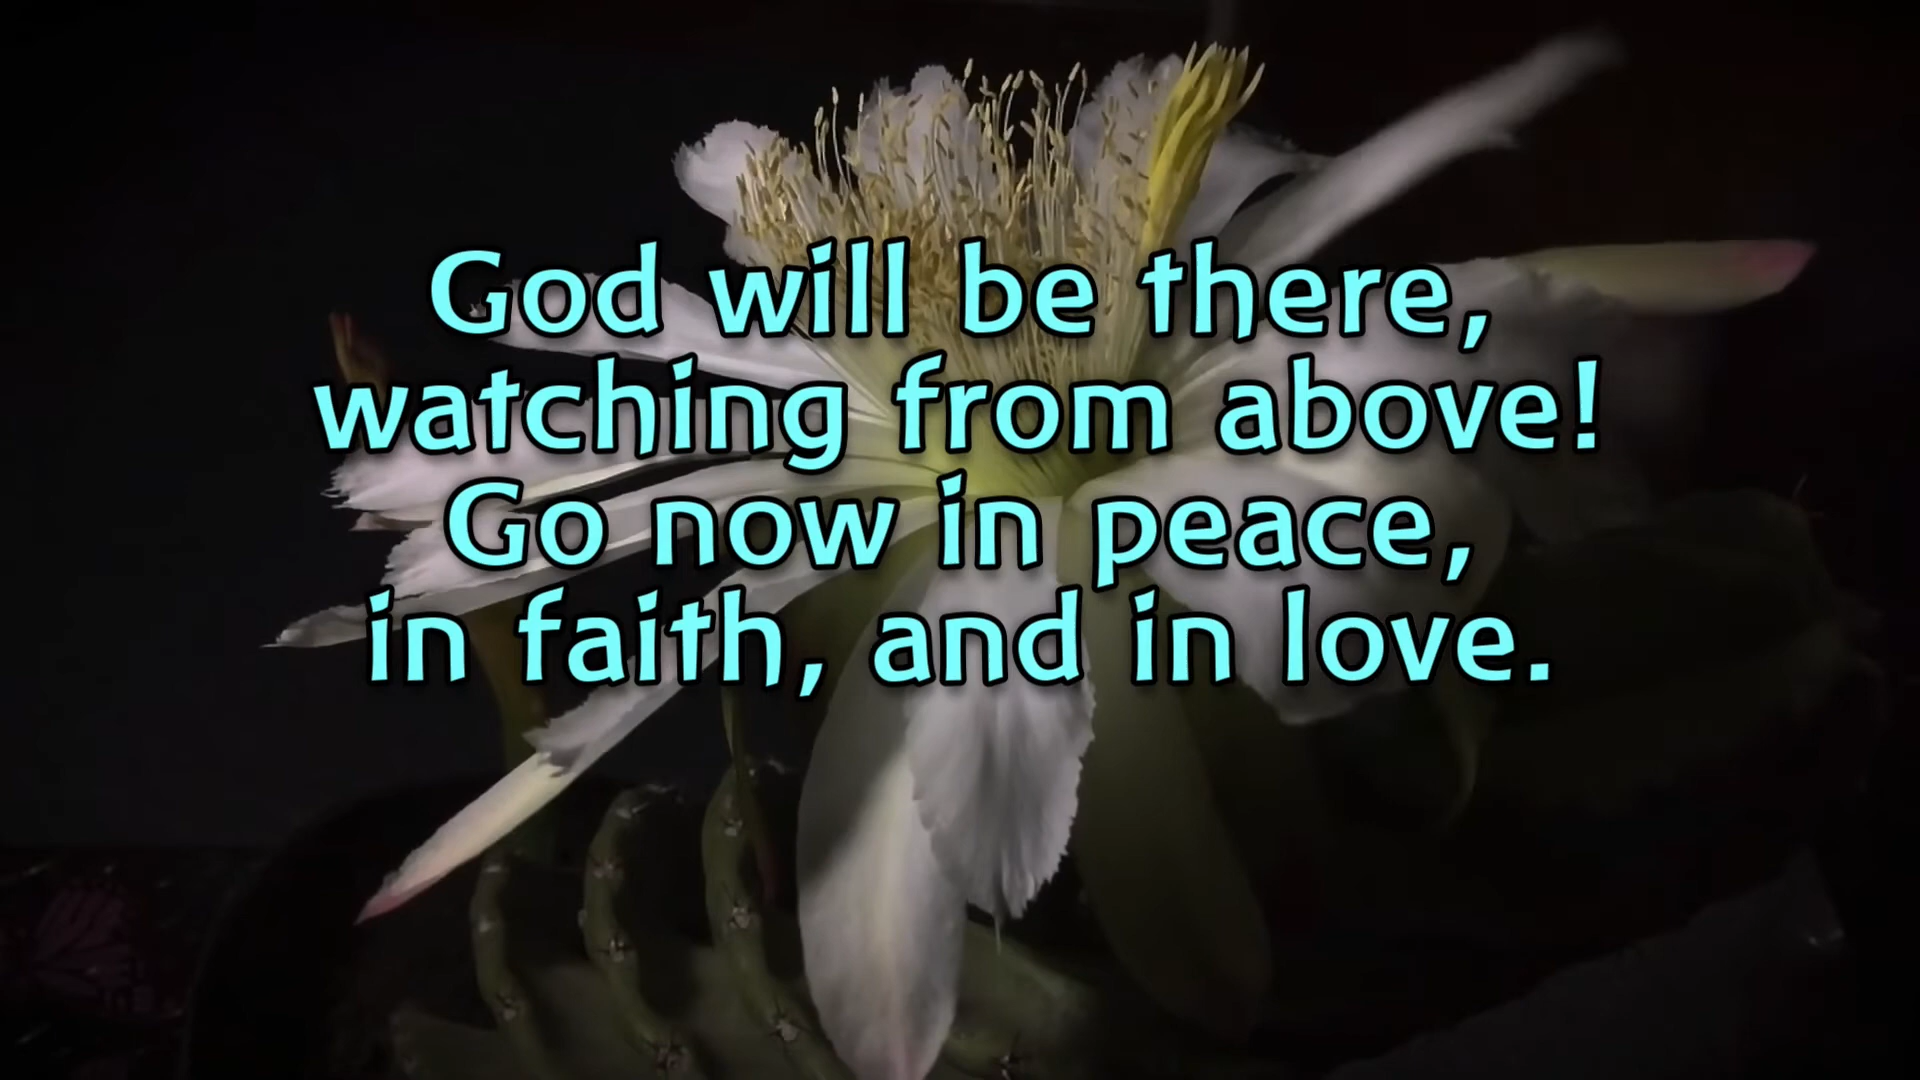 God will be there,
watching from above!
Go now in peace,
in faith, and in love.